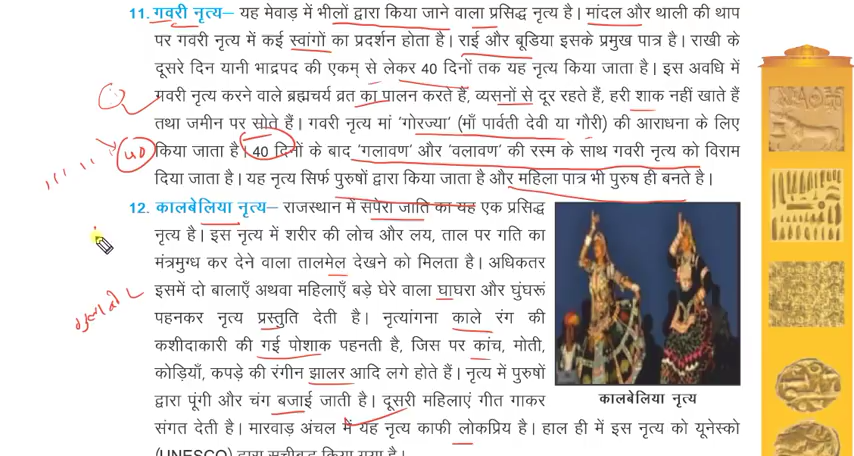 11. गवरी नृत्य– यह मेवाड़ में भीलों द्वारा किया जाने वाला प्रसिद्ध नृत्य है। मांदल और थाली की थाप
पर गवरी नृत्य में कई स्वांगों का प्रदर्शन होता है। राई और बूडिया इसके प्रमुख पात्र है। राखी के
दूसरे दिन यानी भाद्रपद की एकम् से लेकर 40 दिनों तक यह नृत्य किया जाता है। इस अवधि में
गवरी नृत्य करने वाले ब्रह्मचर्य व्रत का पालन करते हैं, व्यसनों से दूर रहते हैं, हरी शाक नहीं खाते हैं
तथा जमीन पर सोते हैं। गवरी नृत्य मां 'गोरज्या' (माँ पार्वती देवी या गौरी) की आराधना के लिए
किया जाता है। 40 दिनों के बाद 'गलावण' और 'वलावण' की रस्म के साथ गवरी नृत्य को विराम
40
दिया जाता है। यह नृत्य सिर्फ पुरुषों द्वारा किया जाता है और महिला पात्र भी पुरुष ही बनते है।
12. कालबेलिया नृत्य– राजस्थान में सपेरा जाति का यह एक प्रसिद्ध
नृत्य है। इस नृत्य में शरीर की लोच और लय, ताल पर गति का
मंत्रमुग्ध कर देने वाला तालमेल देखने को मिलता है। अधिकतर
इसमें दो बालाएँ अथवा महिलाएँ बड़े घेरे वाला घाघरा और घुंघरूं
पहनकर नृत्य प्रस्तुति देती है। नृत्यांगना काले रंग की
कशीदाकारी की गई पोशाक पहनती है, जिस पर कांच, मोती,
कोड़ियाँ, कपड़े की रंगीन झालर आदि लगे होते हैं। नृत्य में पुरुषों
द्वारा पूंगी और चंग बजाई जाती है। दूसरी महिलाएं गीत गाकर
कालबेलिया नृत्य
संगत देती है। मारवाड़ अंचल में यह नृत्य काफी लोकप्रिय है। हाल ही में इस नृत्य को यूनेस्को
(UNESCO) द्वारा सूचीबद्ध किया गया है।